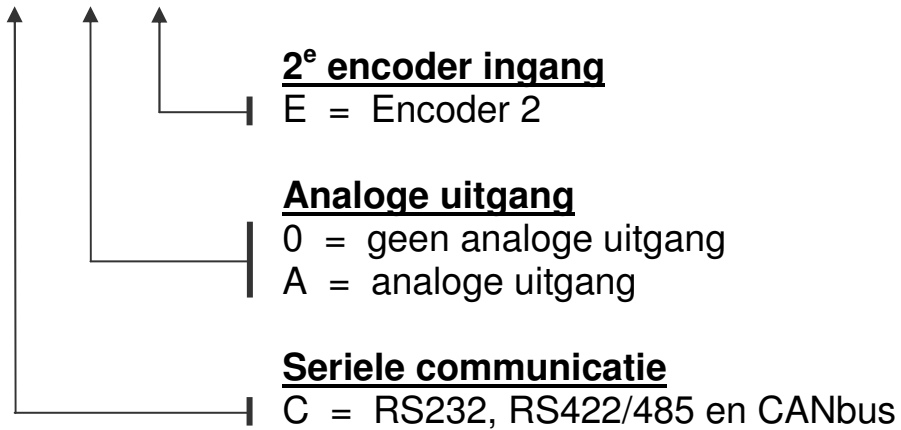 2e encoder ingang
E = Encoder 2
Analoge uitgang
0 = geen analoge uitgang
A = analoge uitgang
Seriele communicatie
C = RS232, RS422/485 en CANbus